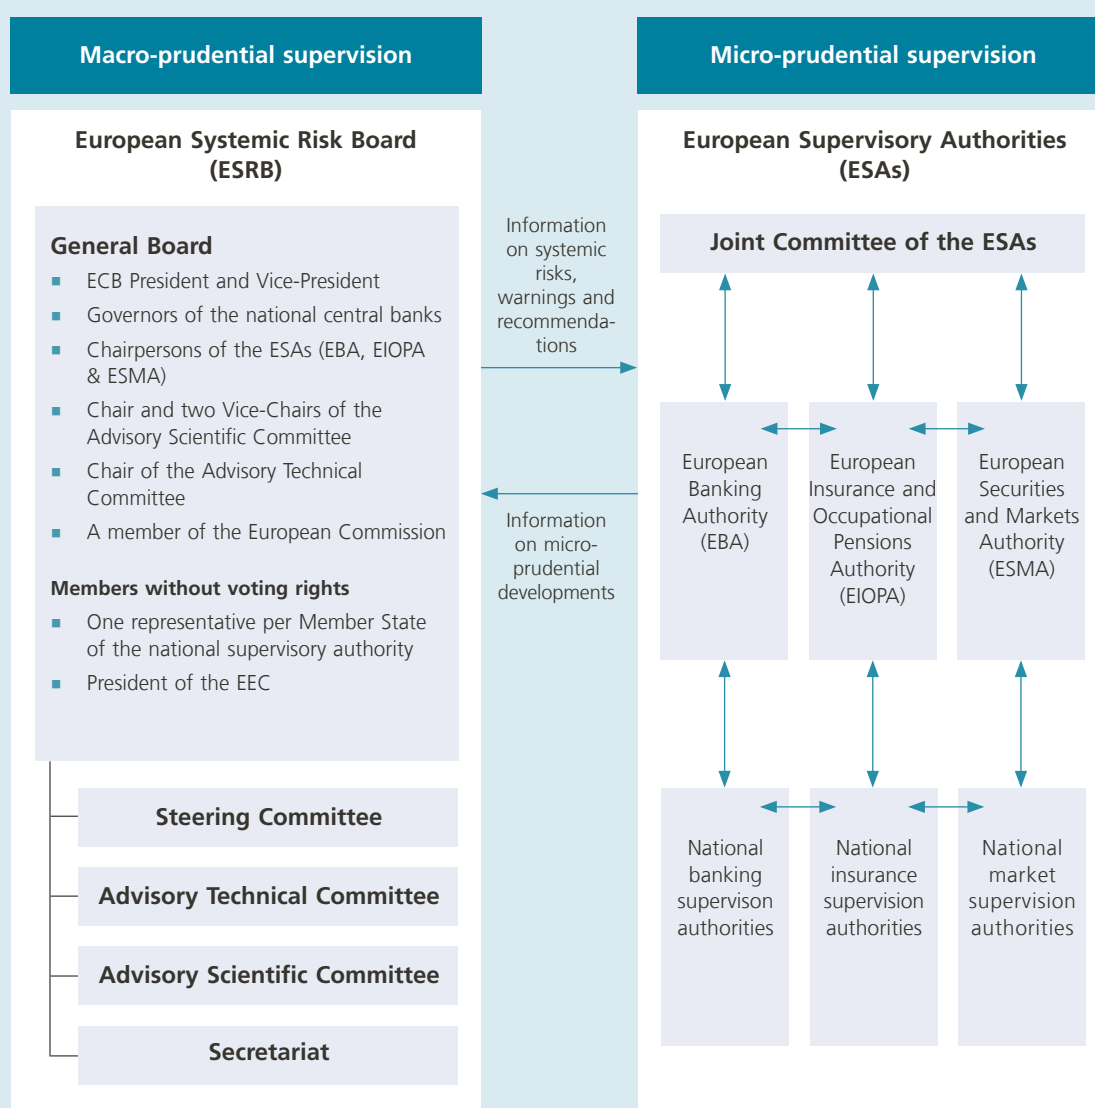 Macro-prudential supervision
European Systemic Risk Board
(ESRB)
General Board
■ ECB President and Vice-President
■ Governors of the national central banks
■ Chairpersons of the ESAs (EBA, EIOPA
& ESMA)
■ Chair and two Vice-Chairs of the
Advisory Scientific Committee
■ Chair of the Advisory Technical
Committee
■ A member of the European Commission
Members without voting rights
■ One representative per Member State
of the national supervisory authority
■ President of the EEC
Steering Committee
Advisory Technical Committee
Advisory Scientific Committee
Secretariat
Information
on systemic
risks,
warnings and
recommenda-
tions
Information
on micro-
prudential
developments
Micro-prudential supervision
European Supervisory Authorities
(ESAs)
Joint Committee of the ESAs
European
Banking
Authority
(EBA)
European
Insurance and
Occupational
Pensions
Authority
(EIOPA)
European
Securities
and Markets
Authority
(ESMA)
National
banking
supervison
authorities
National
insurance
supervision
authorities
National
market
supervision
authorities